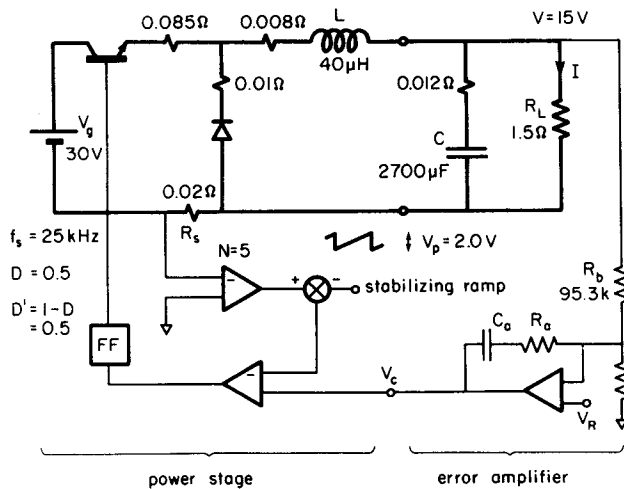 0.085Ω
0.008Ω
L
40μH
V=15V
0.01Ω
0.012Ω
I
R_L
1.5Ω
V_g
30V
C
2700μF
0.02Ω
R_s
f_s = 25kHz
D = 0.5
D' = 1 - D
= 0.5
N=5
V_p = 2.0V
+
-
stabilizing ramp
R_b
95.3k
C_a
R_a
FF
-
-
V_c
V_R
power stage
error amplifier